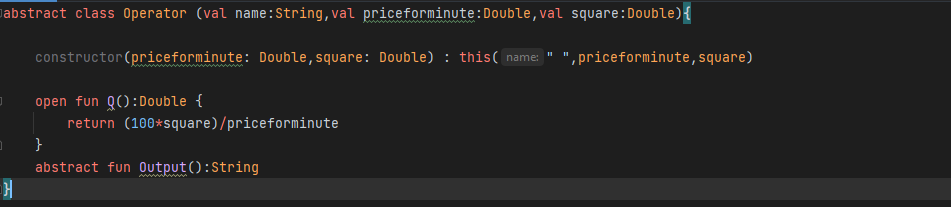 abstract class Operator (val name:String,val priceforminute:Double,val square:Double){
constructor(priceforminute: Double,square: Double) : this( name: " ",priceforminute,square)
open fun Q():Double {
return (100*square)/priceforminute
}
abstract fun Output():String
}